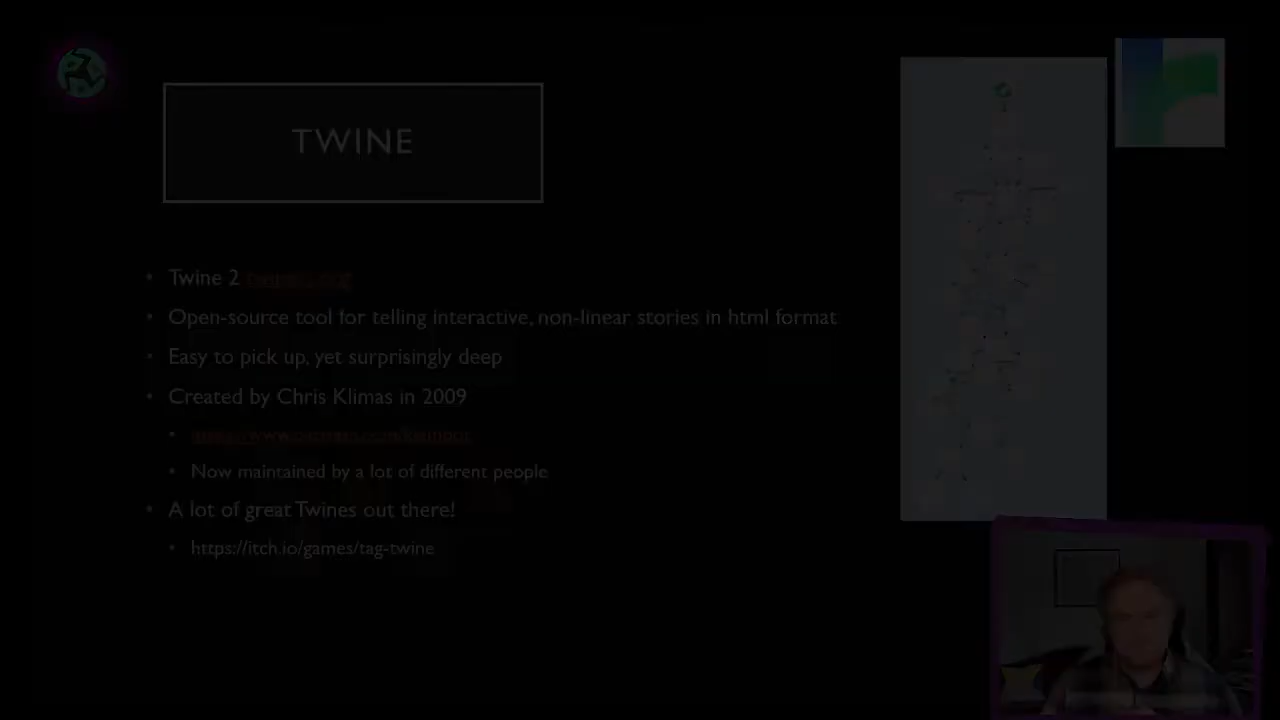 TWINE
• Twine 2
• Open-source tool for telling interactive, non-linear stories in html format
• Easy to pick up, yet surprisingly deep
• Created by Chris Klimas in 2009
• Now maintained by a lot of different people
• A lot of great Twines out there!
• https://itch.io/games/tag-twine